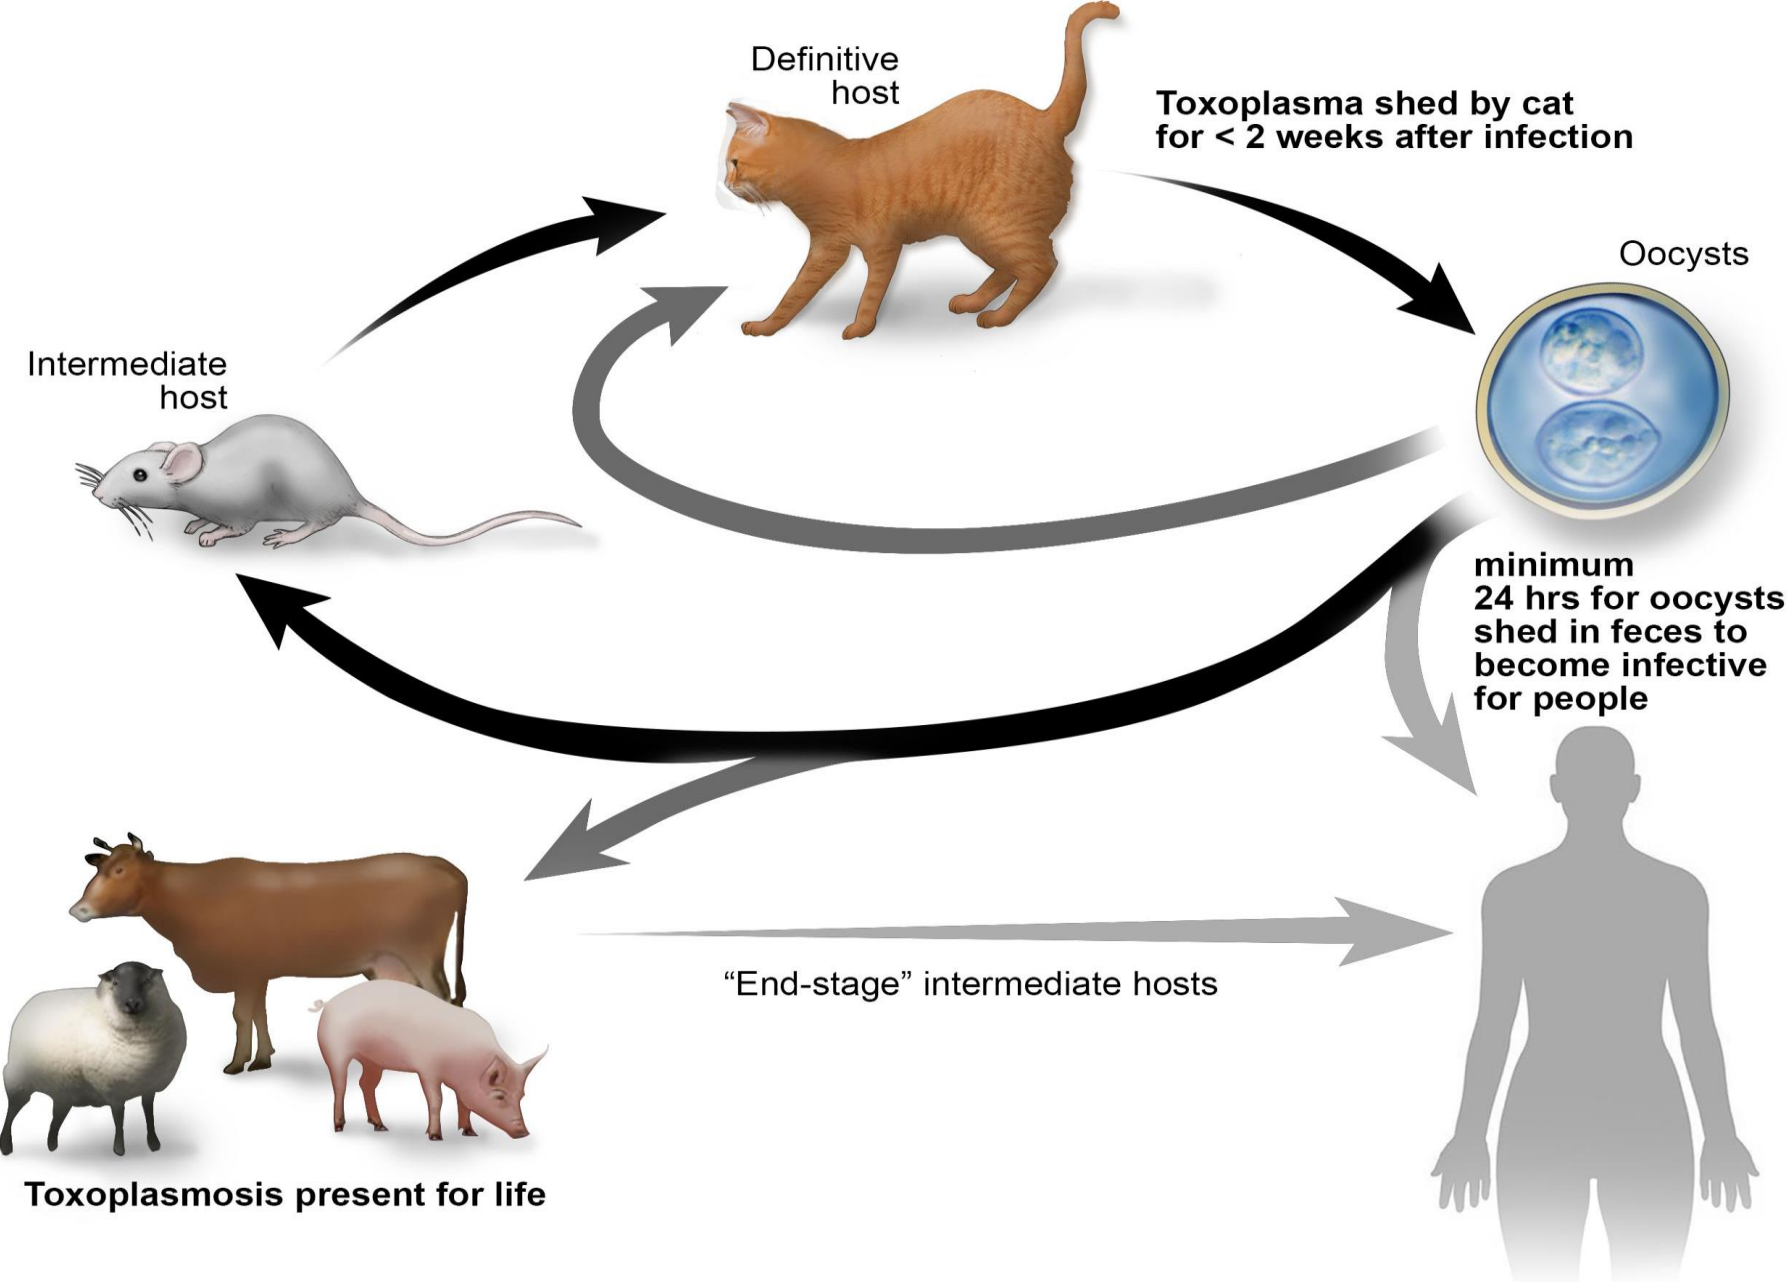 Definitive
host
Toxoplasma shed by cat
for < 2 weeks after infection
Oocysts
Intermediate
host
minimum
24 hrs for oocysts
shed in feces to
become infective
for people
“End-stage” intermediate hosts
Toxoplasmosis present for life